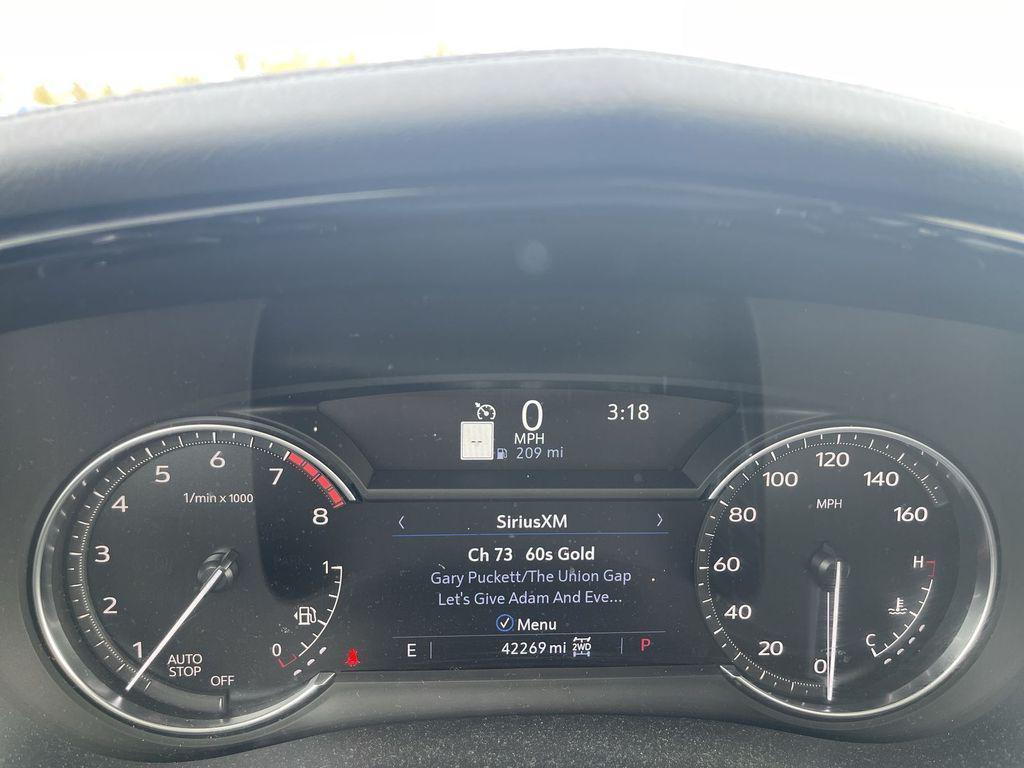 0
3:18
MPH
--
209 mi
1
2
3
4
5
6
7
8
1/min x 1000
AUTO
STOP
OFF
1
0
< SiriusXM >
Ch 73 60s Gold
Gary Puckett/The Union Gap
Let's Give Adam And Eve...
Menu
E 42269 mi 2WD P
0
20
40
60
80
100
120
140
160
MPH
H
C